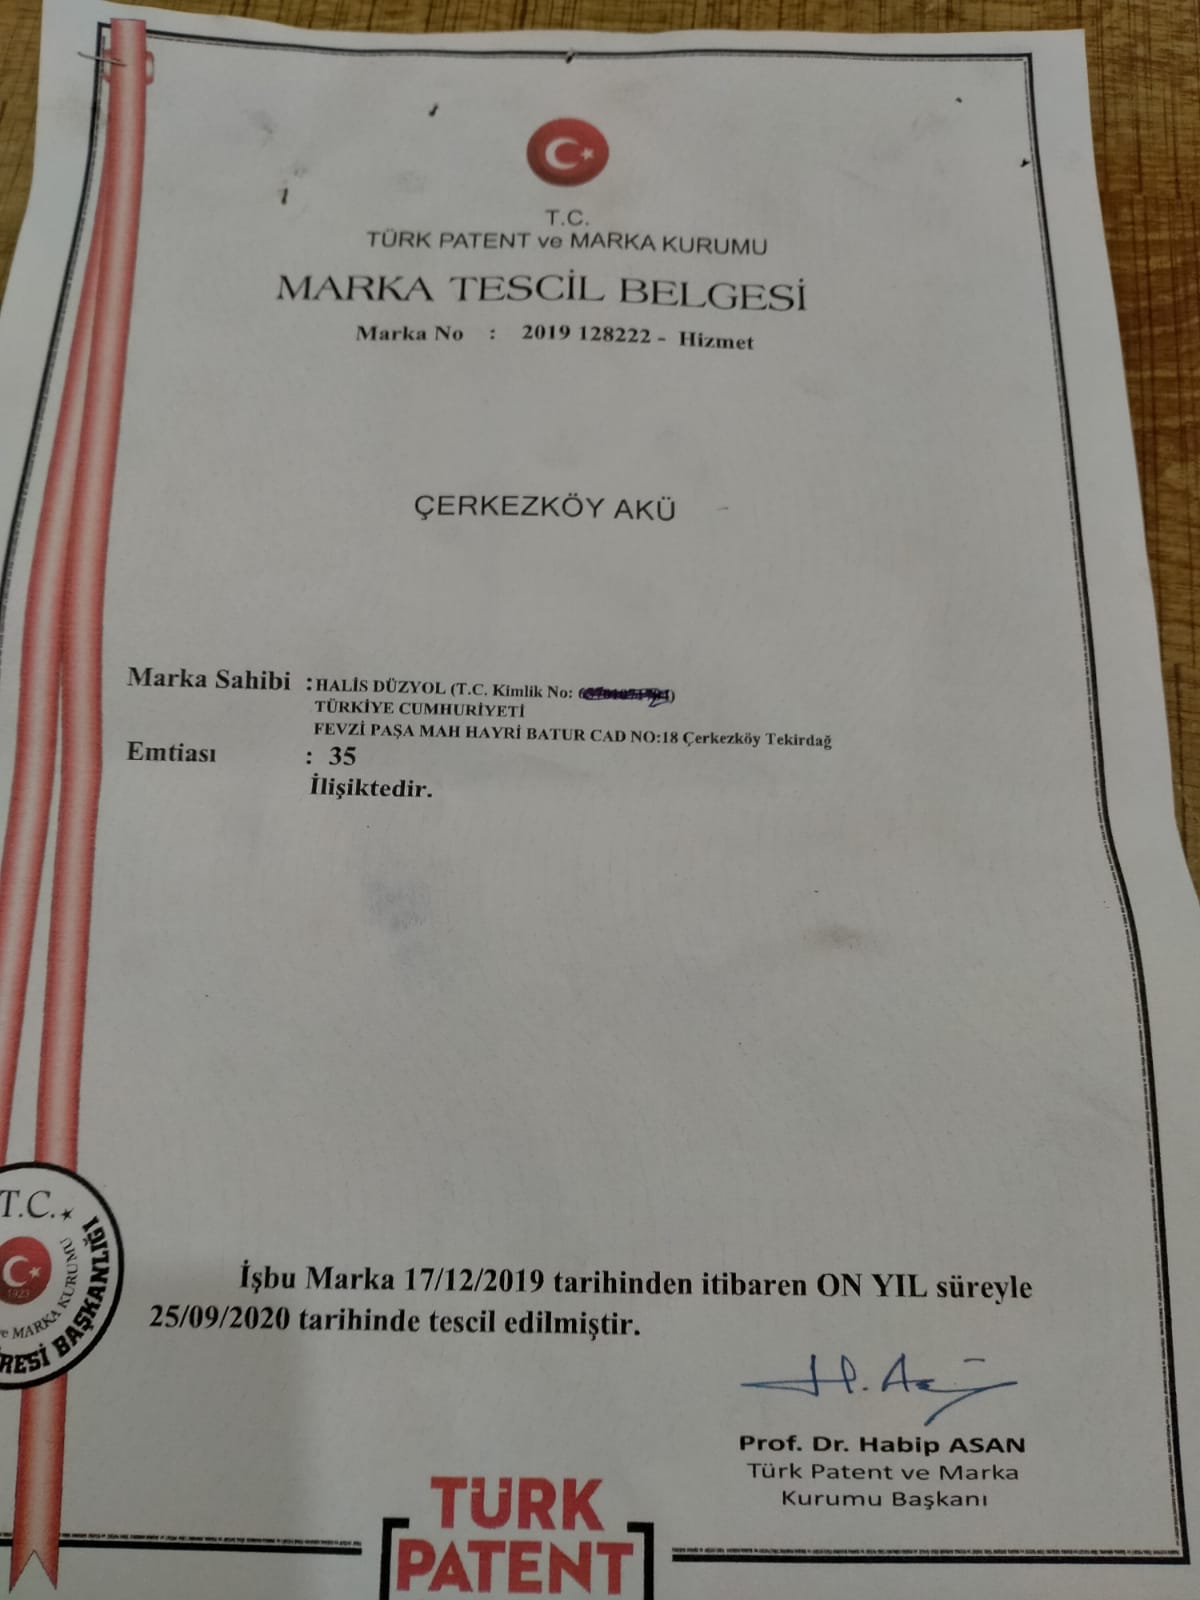 T.C.
TÜRK PATENT ve MARKA KURUMU
MARKA TESCİL BELGESİ
Marka No : 2019 128222 - Hizmet
ÇERKEZKÖY AKÜ
Marka Sahibi :HALİS DÜZYOL (T.C. Kimlik No:
TÜRKİYE CUMHURİYETİ
FEVZİ PAŞA MAH HAYRİ BATUR CAD NO:18 Çerkezköy Tekirdağ
Emtiası : 35
İlişiktedir.
T.C.
1923
MARKA KURUMU
BAŞKANLIĞI
İşbu Marka 17/12/2019 tarihinden itibaren ON YIL süreyle
25/09/2020 tarihinde tescil edilmiştir.
H. As
Prof. Dr. Habip ASAN
Türk Patent ve Marka
Kurumu Başkanı
TÜRK
PATENT